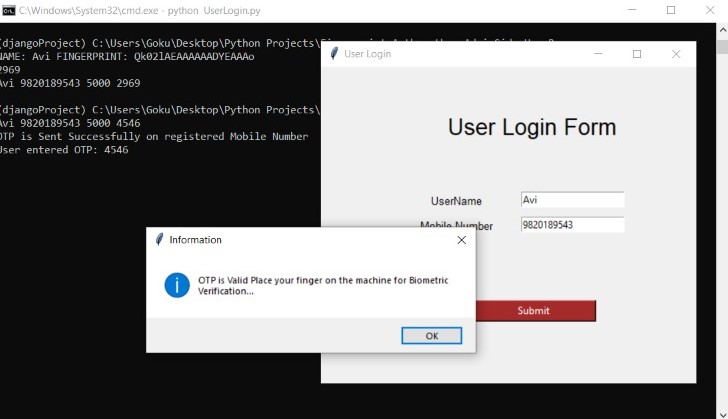 C:\Windows\System32\cmd.exe - python UserLogin.py
(djangoProject) C:\Users\Goku\Desktop\Python Projects\
NAME: Avi FINGERPRINT: Qk02lAEAAAAAADYEAAAo
2969
Avi 9820189543 5000 2969
(djangoProject) C:\Users\Goku\Desktop\Python Projects\
Avi 9820189543 5000 4546
OTP is Sent Successfully on registered Mobile Number
User entered OTP: 4546
User Login
User Login Form
UserName Avi
Mobile Number 9820189543
Submit
Information
OTP is Valid Place your finger on the machine for Biometric
Verification...
OK